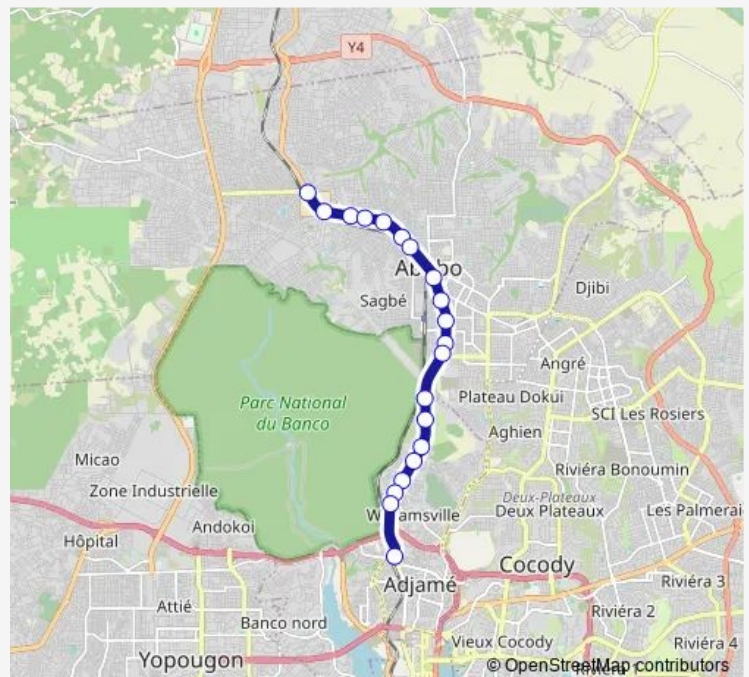 Y4
Abobo
Sagbé
Djibi
Angré
Parc National
du Banco
Plateau Dokui
SCI Les Rosiers
Aghien
Micao
Riviéra Bonoumin
Zone Industrielle
Deux-Plateaux
Williamsville
Deux Plateaux
Les Palmerai
Andokoi
Hôpital
Cocody
Adjamé
Riviéra 3
Attié
Riviéra 2
Banco nord
Vieux Cocody
Riviéra 4
Yopougon
© OpenStreetMap contributors